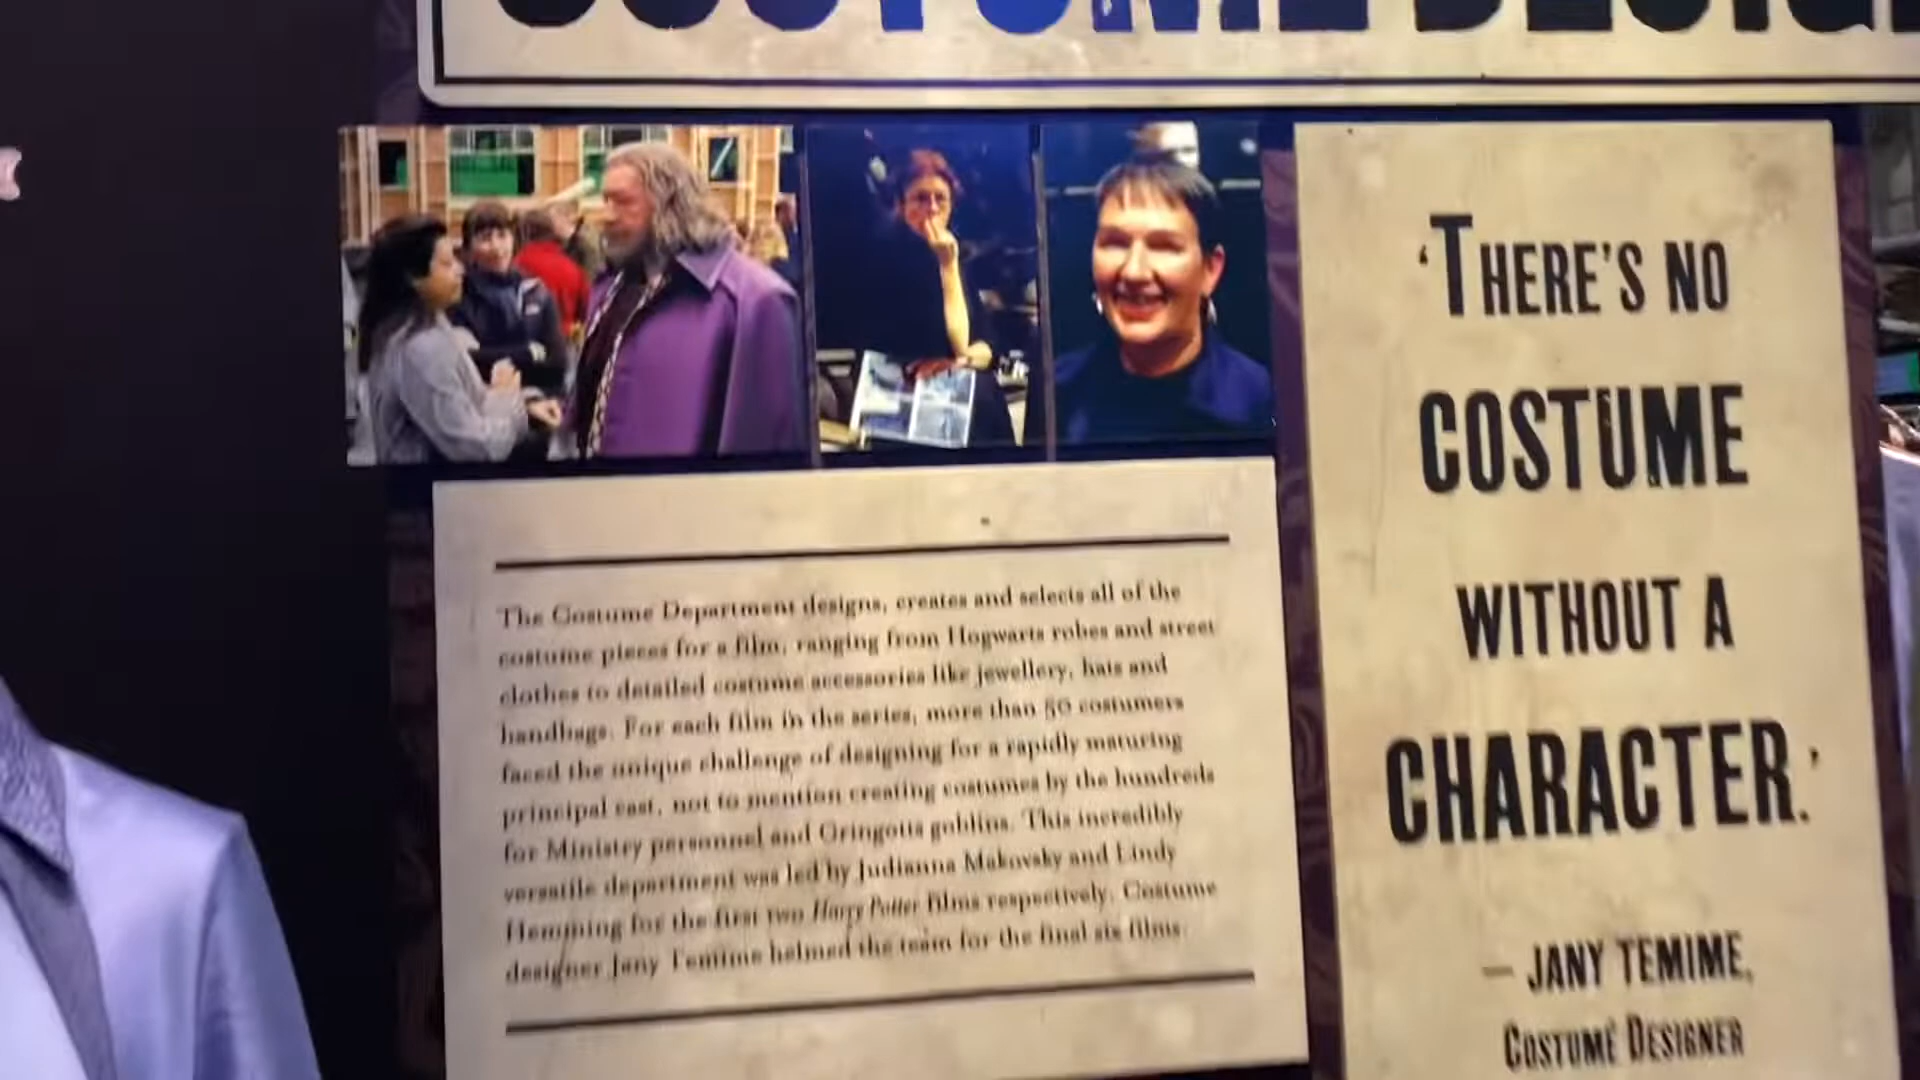 COSTUME DESIG
The Costume Department designs, creates and selects all of the
costume pieces for a film, ranging from Hogwarts robes and street
clothes to detailed costume accessories like jewellery, hats and
handbags. For each film in the series, more than 50 costumers
faced the unique challenge of designing for a rapidly maturing
principal cast, not to mention creating costumes by the hundreds
for Ministry personnel and Gringotts goblins. This incredibly
versatile department was led by Judianna Makovsky and Lindy
Hemming for the first two Harry Potter films respectively. Costume
designer Jany Temime helmed the team for the final six films.
‘THERE’S NO
COSTUME
WITHOUT A
CHARACTER.’
— JANY TEMIME,
COSTUME DESIGNER